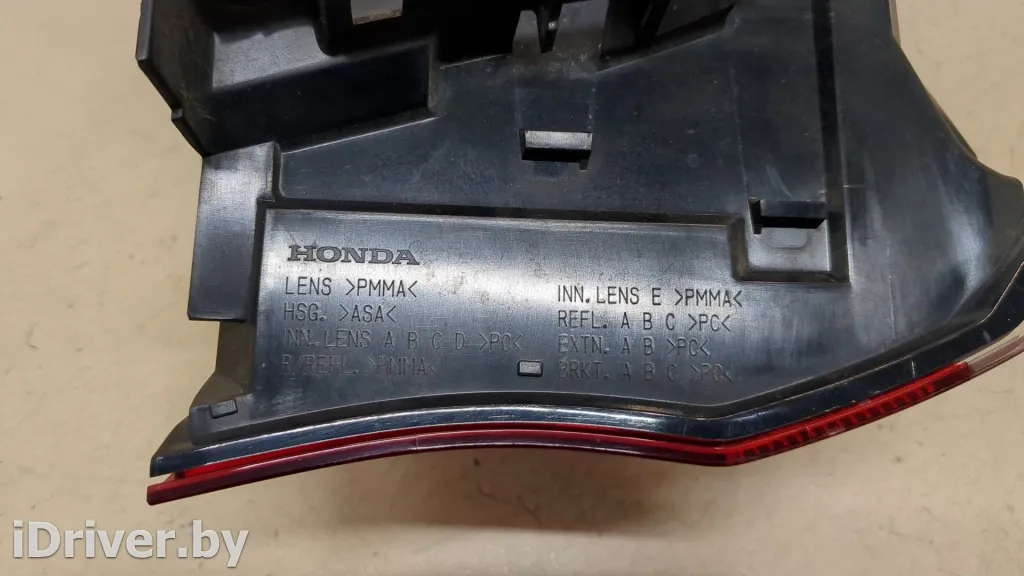 HONDA
LENS >PMMA<
HSG. >ASA<
INN. LENS A B C D >PC<
R/REFL. >PMMA<
INN. LENS E >PMMA<
REFL. A B C >PC<
EXTN. A B >PC<
BRKT. A B C >PC<
iDriver.by